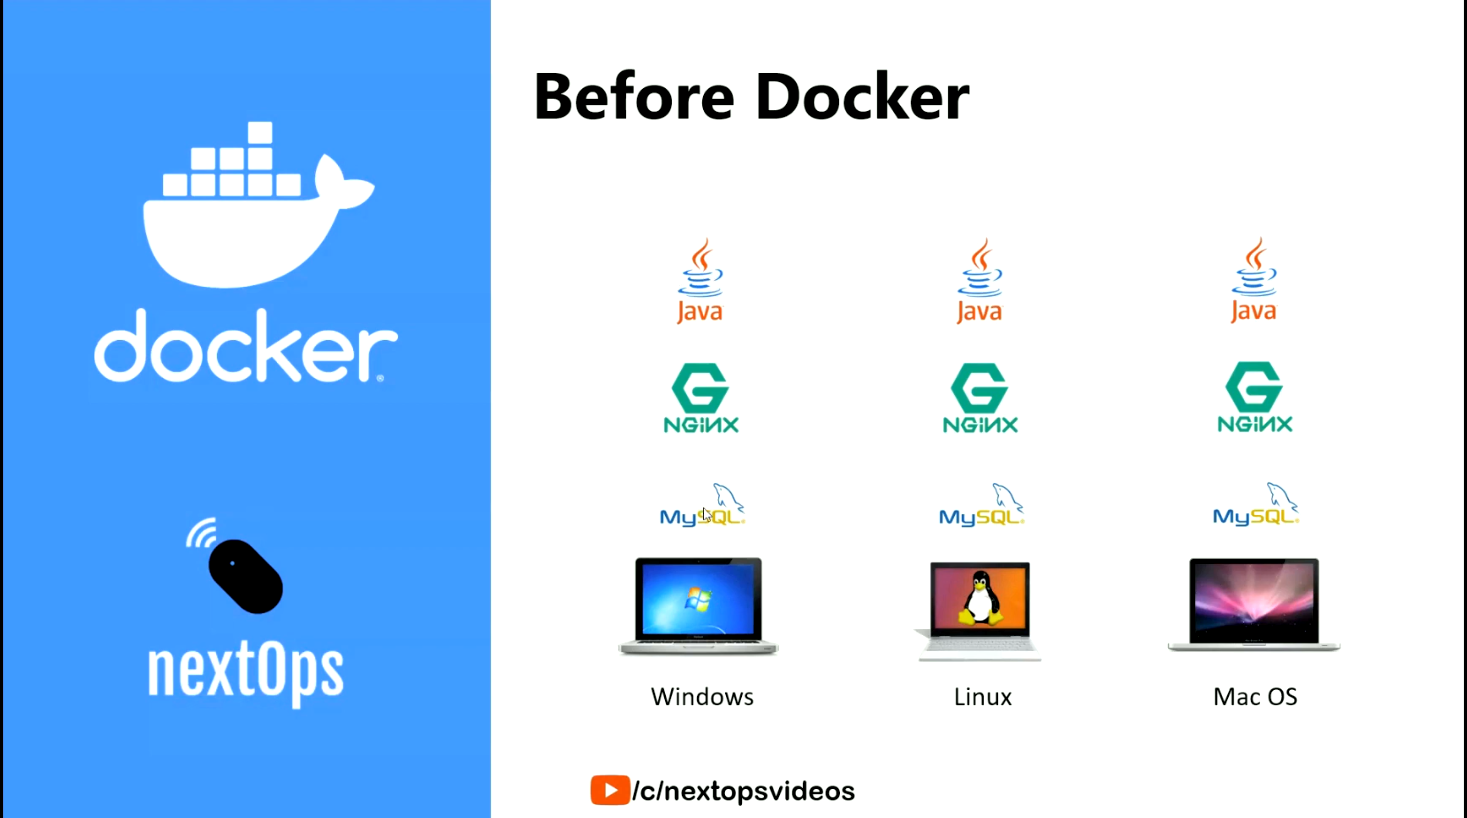 Before Docker
docker
nextOps
Java Java Java
NGINX NGINX NGINX
MySQL MySQL MySQL
Windows Linux Mac OS
/c/nextopsvideos